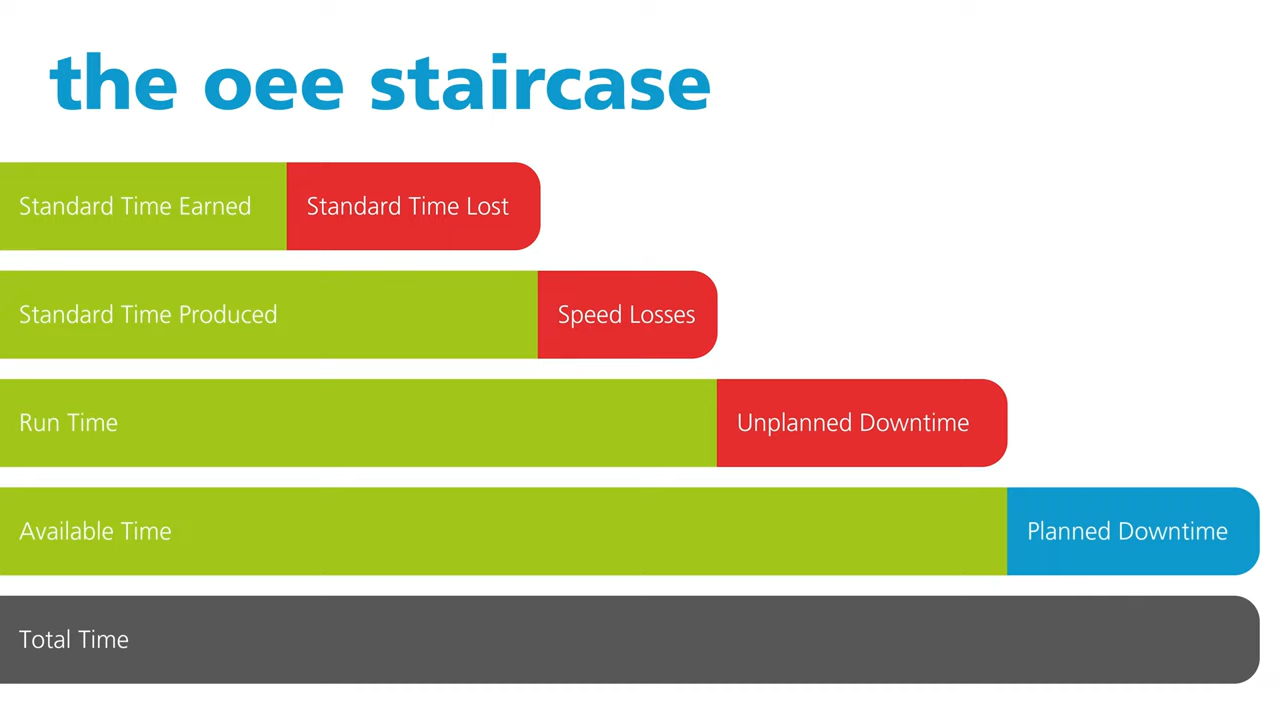 the oee staircase
Standard Time Earned
Standard Time Lost
Standard Time Produced
Speed Losses
Run Time
Unplanned Downtime
Available Time
Planned Downtime
Total Time